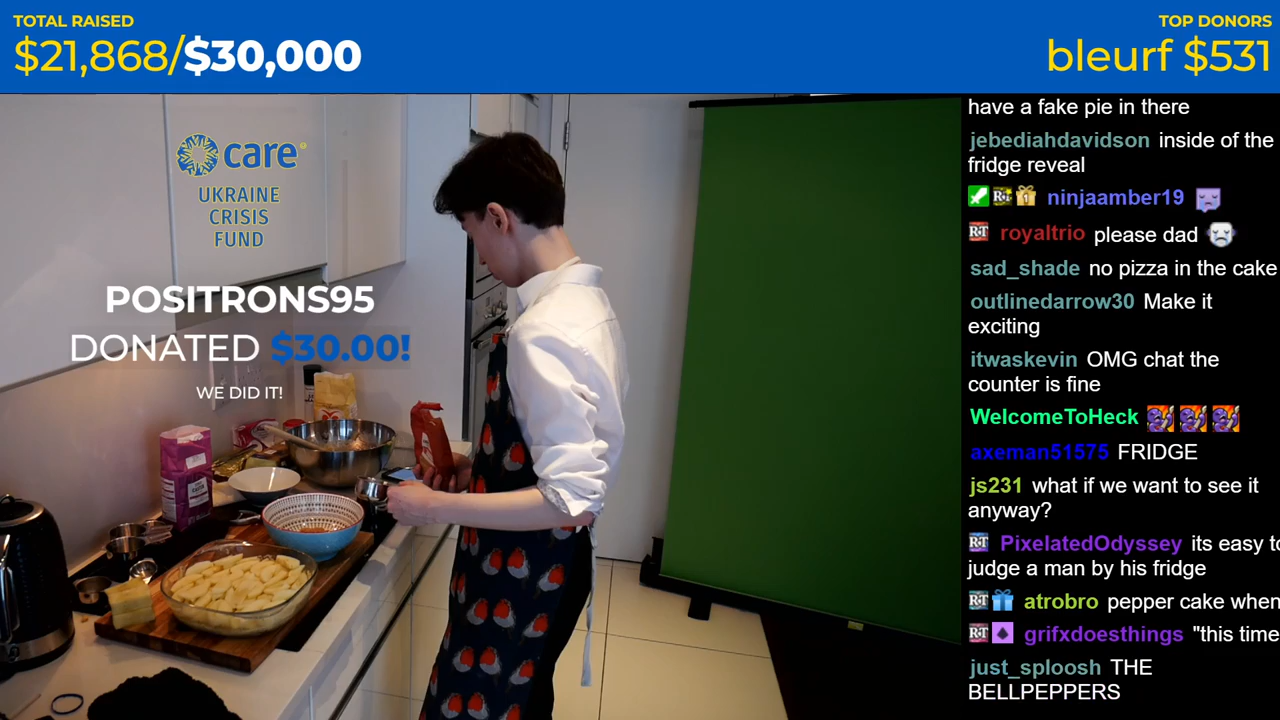 TOTAL RAISED
$21,868/$30,000
TOP DONORS
bleurf $531
care
UKRAINE
CRISIS
FUND
POSITRONS95
DONATED $30.00!
WE DID IT!
have a fake pie in there
jebediahdavidson inside of the
fridge reveal
ninjaamber19
royaltrio please dad
sad_shade no pizza in the cake
outlinedarrow30 Make it
exciting
itwaskevin OMG chat the
counter is fine
WelcomeToHeck
axeman51575 FRIDGE
js231 what if we want to see it
anyway?
PixelatedOdyssey its easy to
judge a man by his fridge
atrobro pepper cake when
grifxdoesthings "this time
just_sploosh THE
BELLPEPPERS